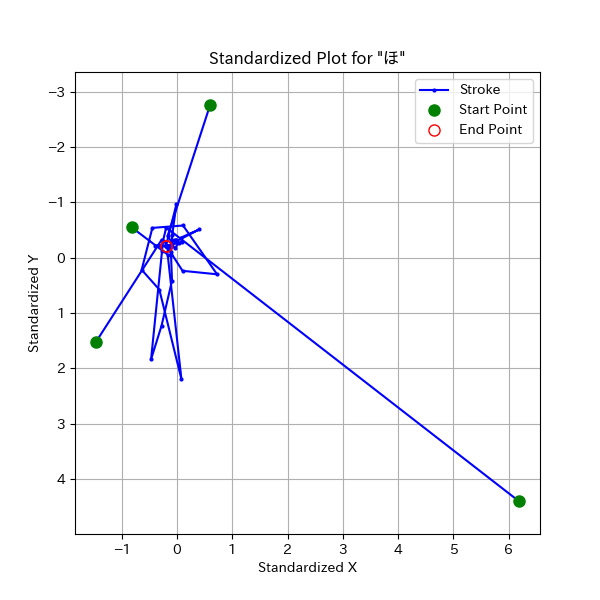 Standardized Plot for "ほ"
Stroke
Start Point
End Point
−3
−2
−1
0
1
2
3
4
Standardized Y
−1 0 1 2 3 4 5 6
Standardized X